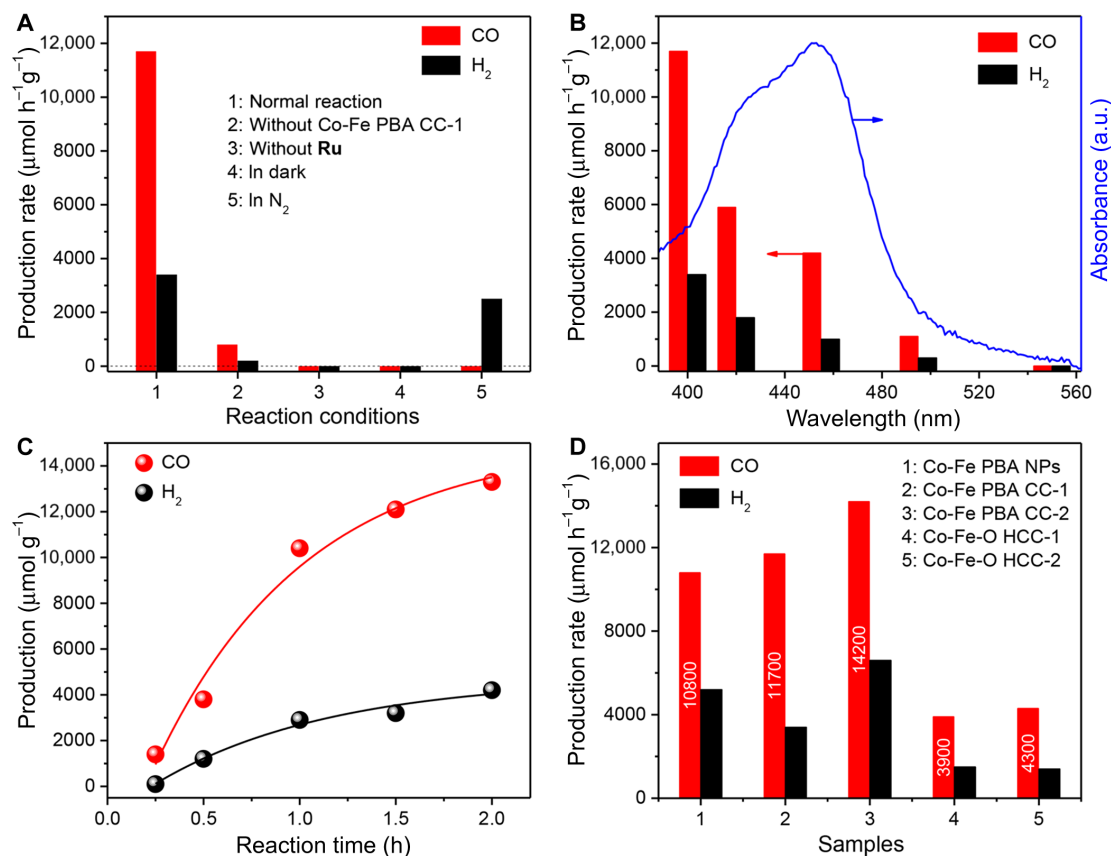 A
Production rate (μmol h⁻¹g⁻¹)
12,000
10,000
8000
6000
4000
2000
0
CO
H₂
1: Normal reaction
2: Without Co-Fe PBA CC-1
3: Without Ru
4: In dark
5: In N₂
1 2 3 4 5
Reaction conditions
B
Production rate (μmol h⁻¹g⁻¹)
12,000
10,000
8000
6000
4000
2000
0
CO
H₂
Absorbance (a.u.)
400 440 480 520 560
Wavelength (nm)
C
Production (μmol g⁻¹)
14,000
12,000
10,000
8000
6000
4000
2000
0
CO
H₂
0.0 0.5 1.0 1.5 2.0
Reaction time (h)
D
Production rate (μmol h⁻¹g⁻¹)
16,000
12,000
8000
4000
0
CO
H₂
1: Co-Fe PBA NPs
2: Co-Fe PBA CC-1
3: Co-Fe PBA CC-2
4: Co-Fe-O HCC-1
5: Co-Fe-O HCC-2
10800
11700
14200
3900
4300
1 2 3 4 5
Samples